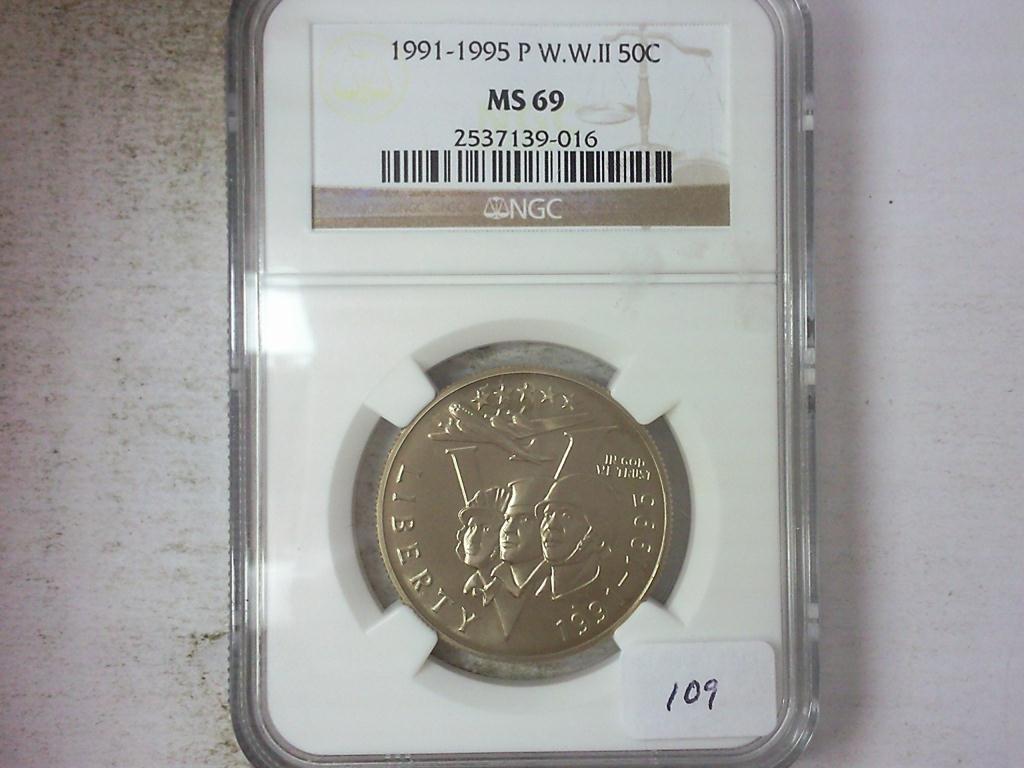 1991-1995 P W.W.II 50C
MS 69
2537139-016
NGC
IN GOD
WE TRUST
LIBERTY
1991-1995
109